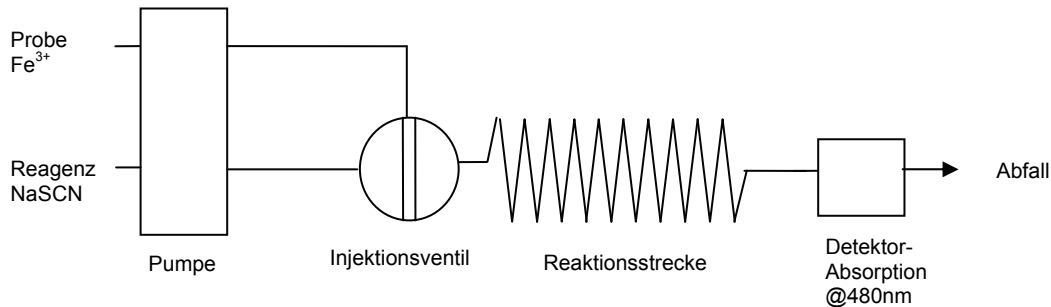 Probe
Fe³⁺
Reagenz
NaSCN
Pumpe
Injektionsventil
Reaktionsstrecke
Detektor-
Absorption
@480nm
Abfall